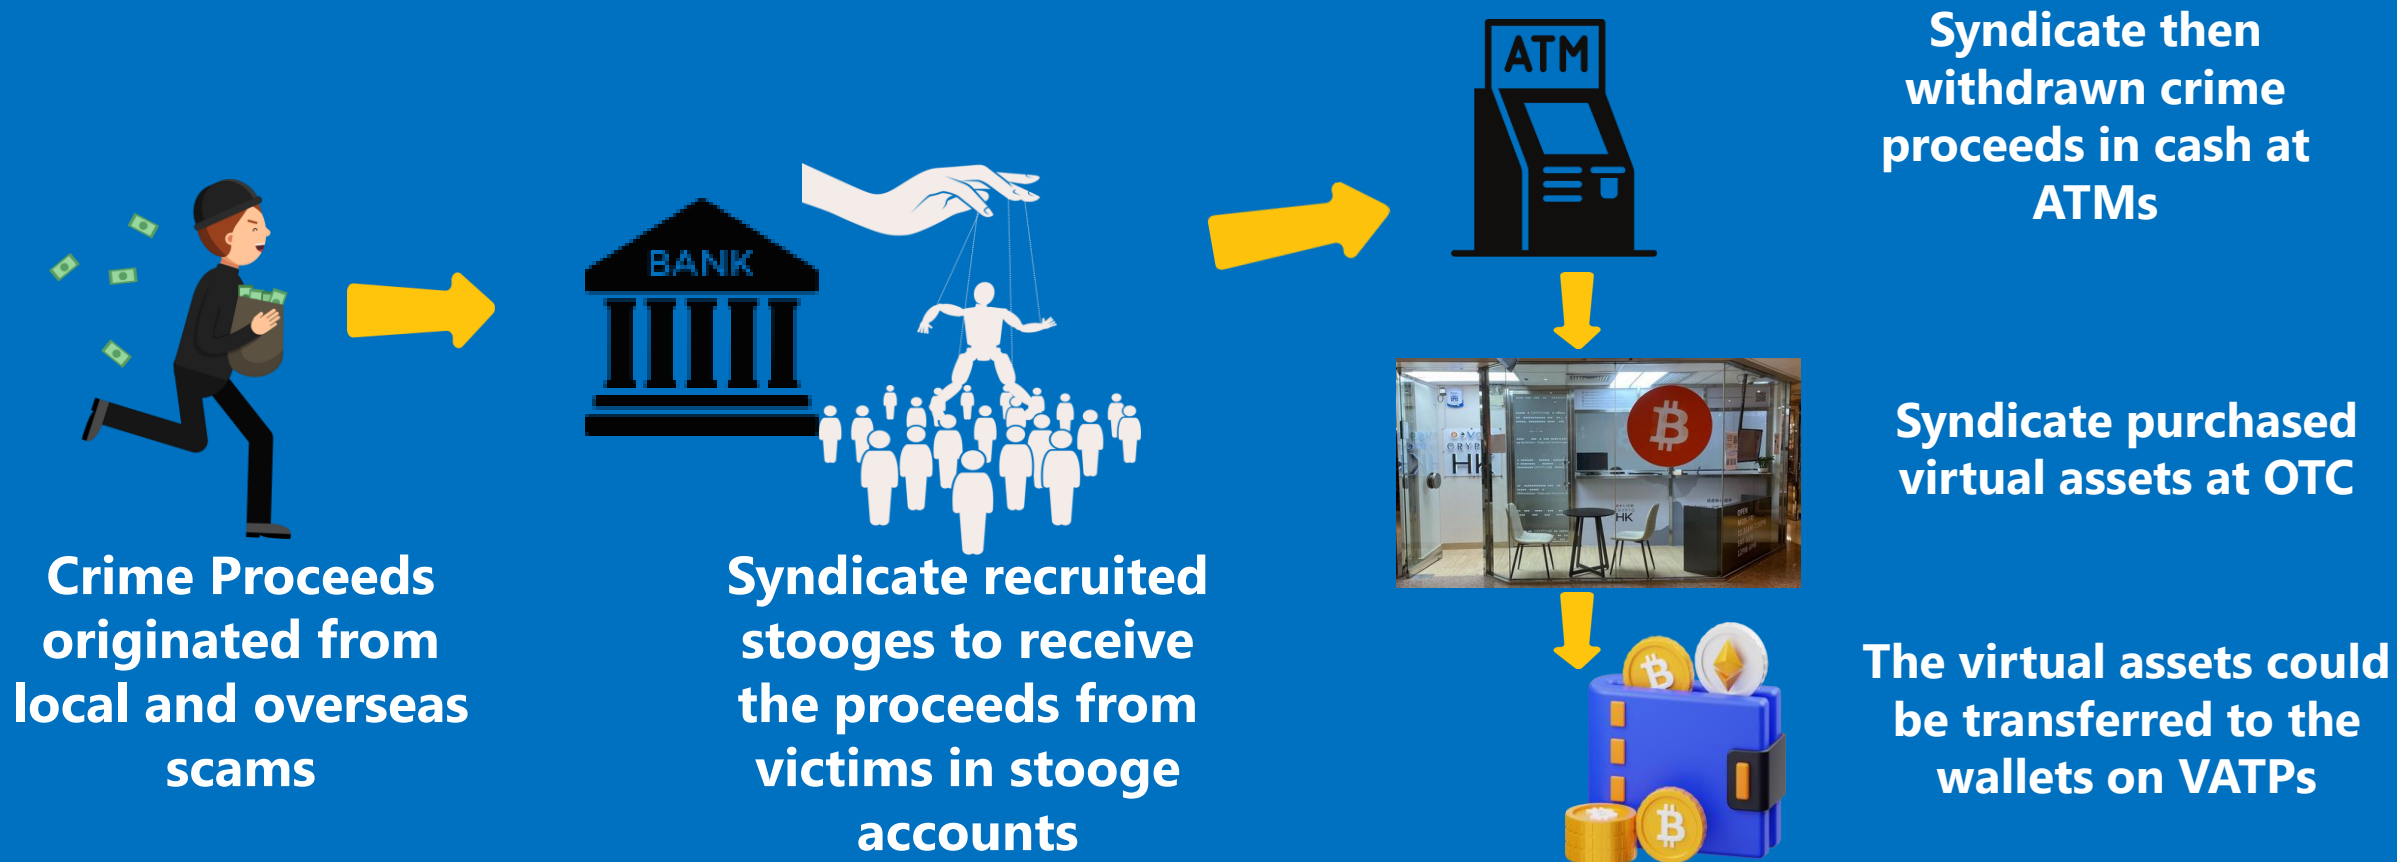 Crime Proceeds
originated from
local and overseas
scams
BANK
Syndicate recruited
stooges to receive
the proceeds from
victims in stooge
accounts
ATM
Syndicate then
withdrawn crime
proceeds in cash at
ATMs
HK
Syndicate purchased
virtual assets at OTC
The virtual assets could
be transferred to the
wallets on VATPs